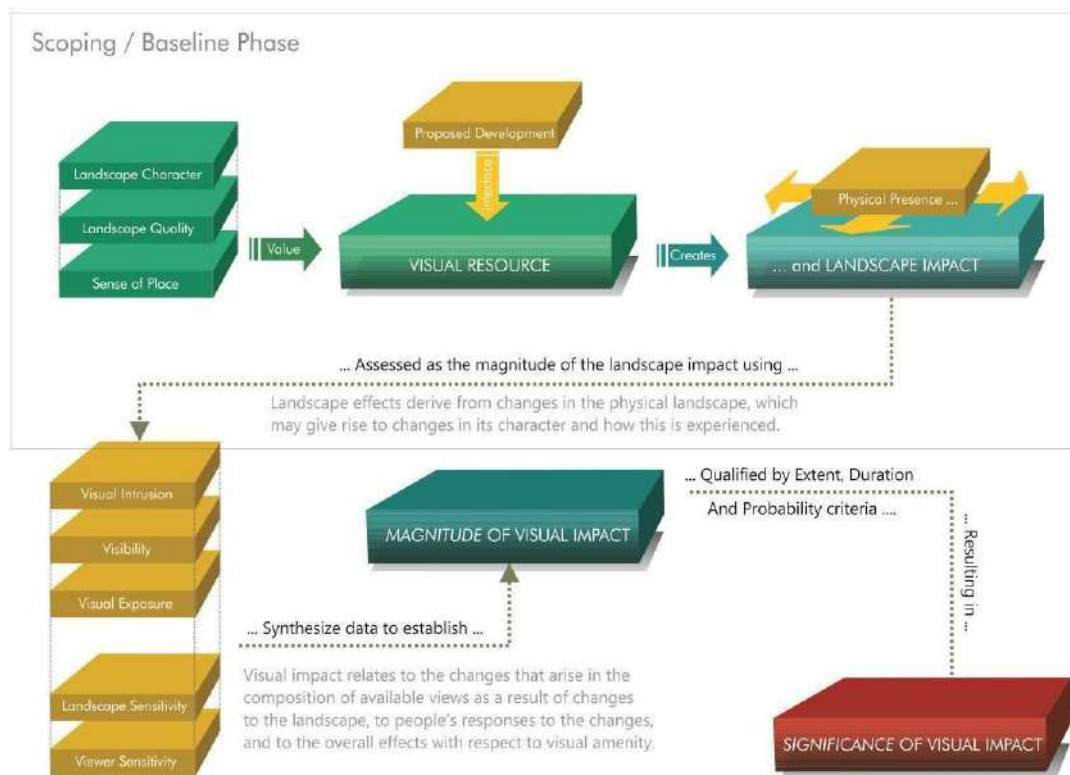 Scoping / Baseline Phase
Proposed Development
Interface
Landscape Character
Landscape Quality
Sense of Place
Value
VISUAL RESOURCE
Creates
Physical Presence ...
... and LANDSCAPE IMPACT
... Assessed as the magnitude of the landscape impact using ...
Landscape effects derive from changes in the physical landscape, which
may give rise to changes in its character and how this is experienced.
Visual Intrusion
Visibility
Visual Exposure
Landscape Sensitivity
Viewer Sensitivity
... Synthesize data to establish ...
Visual impact relates to the changes that arise in the
composition of available views as a result of changes
to the landscape, to people's responses to the changes,
and to the overall effects with respect to visual amenity.
MAGNITUDE OF VISUAL IMPACT
... Qualified by Extent, Duration
And Probability criteria ....
... Resulting in ...
SIGNIFICANCE OF VISUAL IMPACT